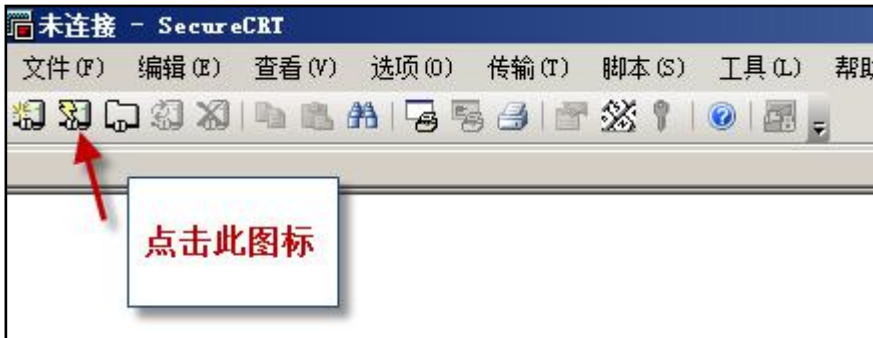 未连接 - SecureCRT
文件(F) 编辑(E) 查看(V) 选项(O) 传输(T) 脚本(S) 工具(L) 帮助
点击此图标